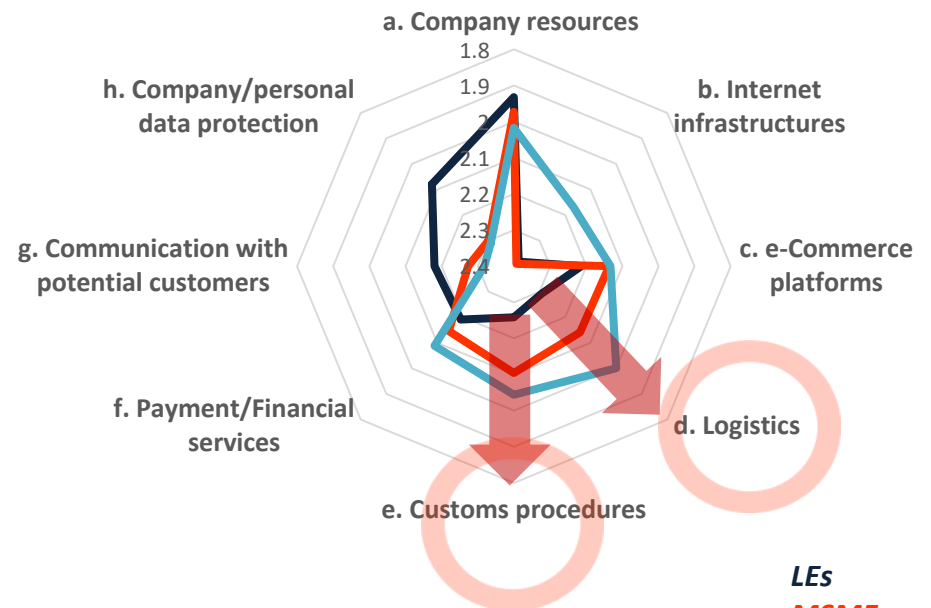 a. Company resources
1.8
1.9
2
2.1
2.2
2.3
2.4
b. Internet
infrastructures
c. e-Commerce
platforms
d. Logistics
e. Customs procedures
f. Payment/Financial
services
g. Communication with
potential customers
h. Company/personal
data protection
LEs